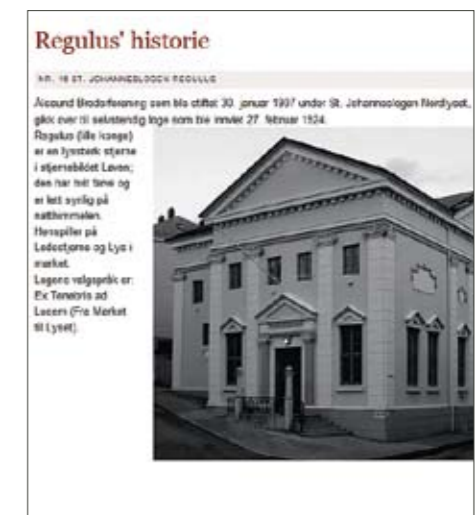 Regulus' historie
NR. 18 ST. JOHANNESLOGEN REGULUS
Ålesund Broderforening som ble stiftet 30. januar 1907 under St. Johanneslogen Nordlyset,
gikk over til selvstendig loge som ble innviet 27. februar 1924.
Regulus (lille konge)
er en lyssterk stjerne
i stjernebildet Løven;
den har hvit farve og
er lett synlig på
natthimmelen.
Henspiller på
Ledestjerne og Lys i
mørket.
Logens valgspråk er:
Ex Tenebris ad
Lucem (Fra Mørket
til Lyset).